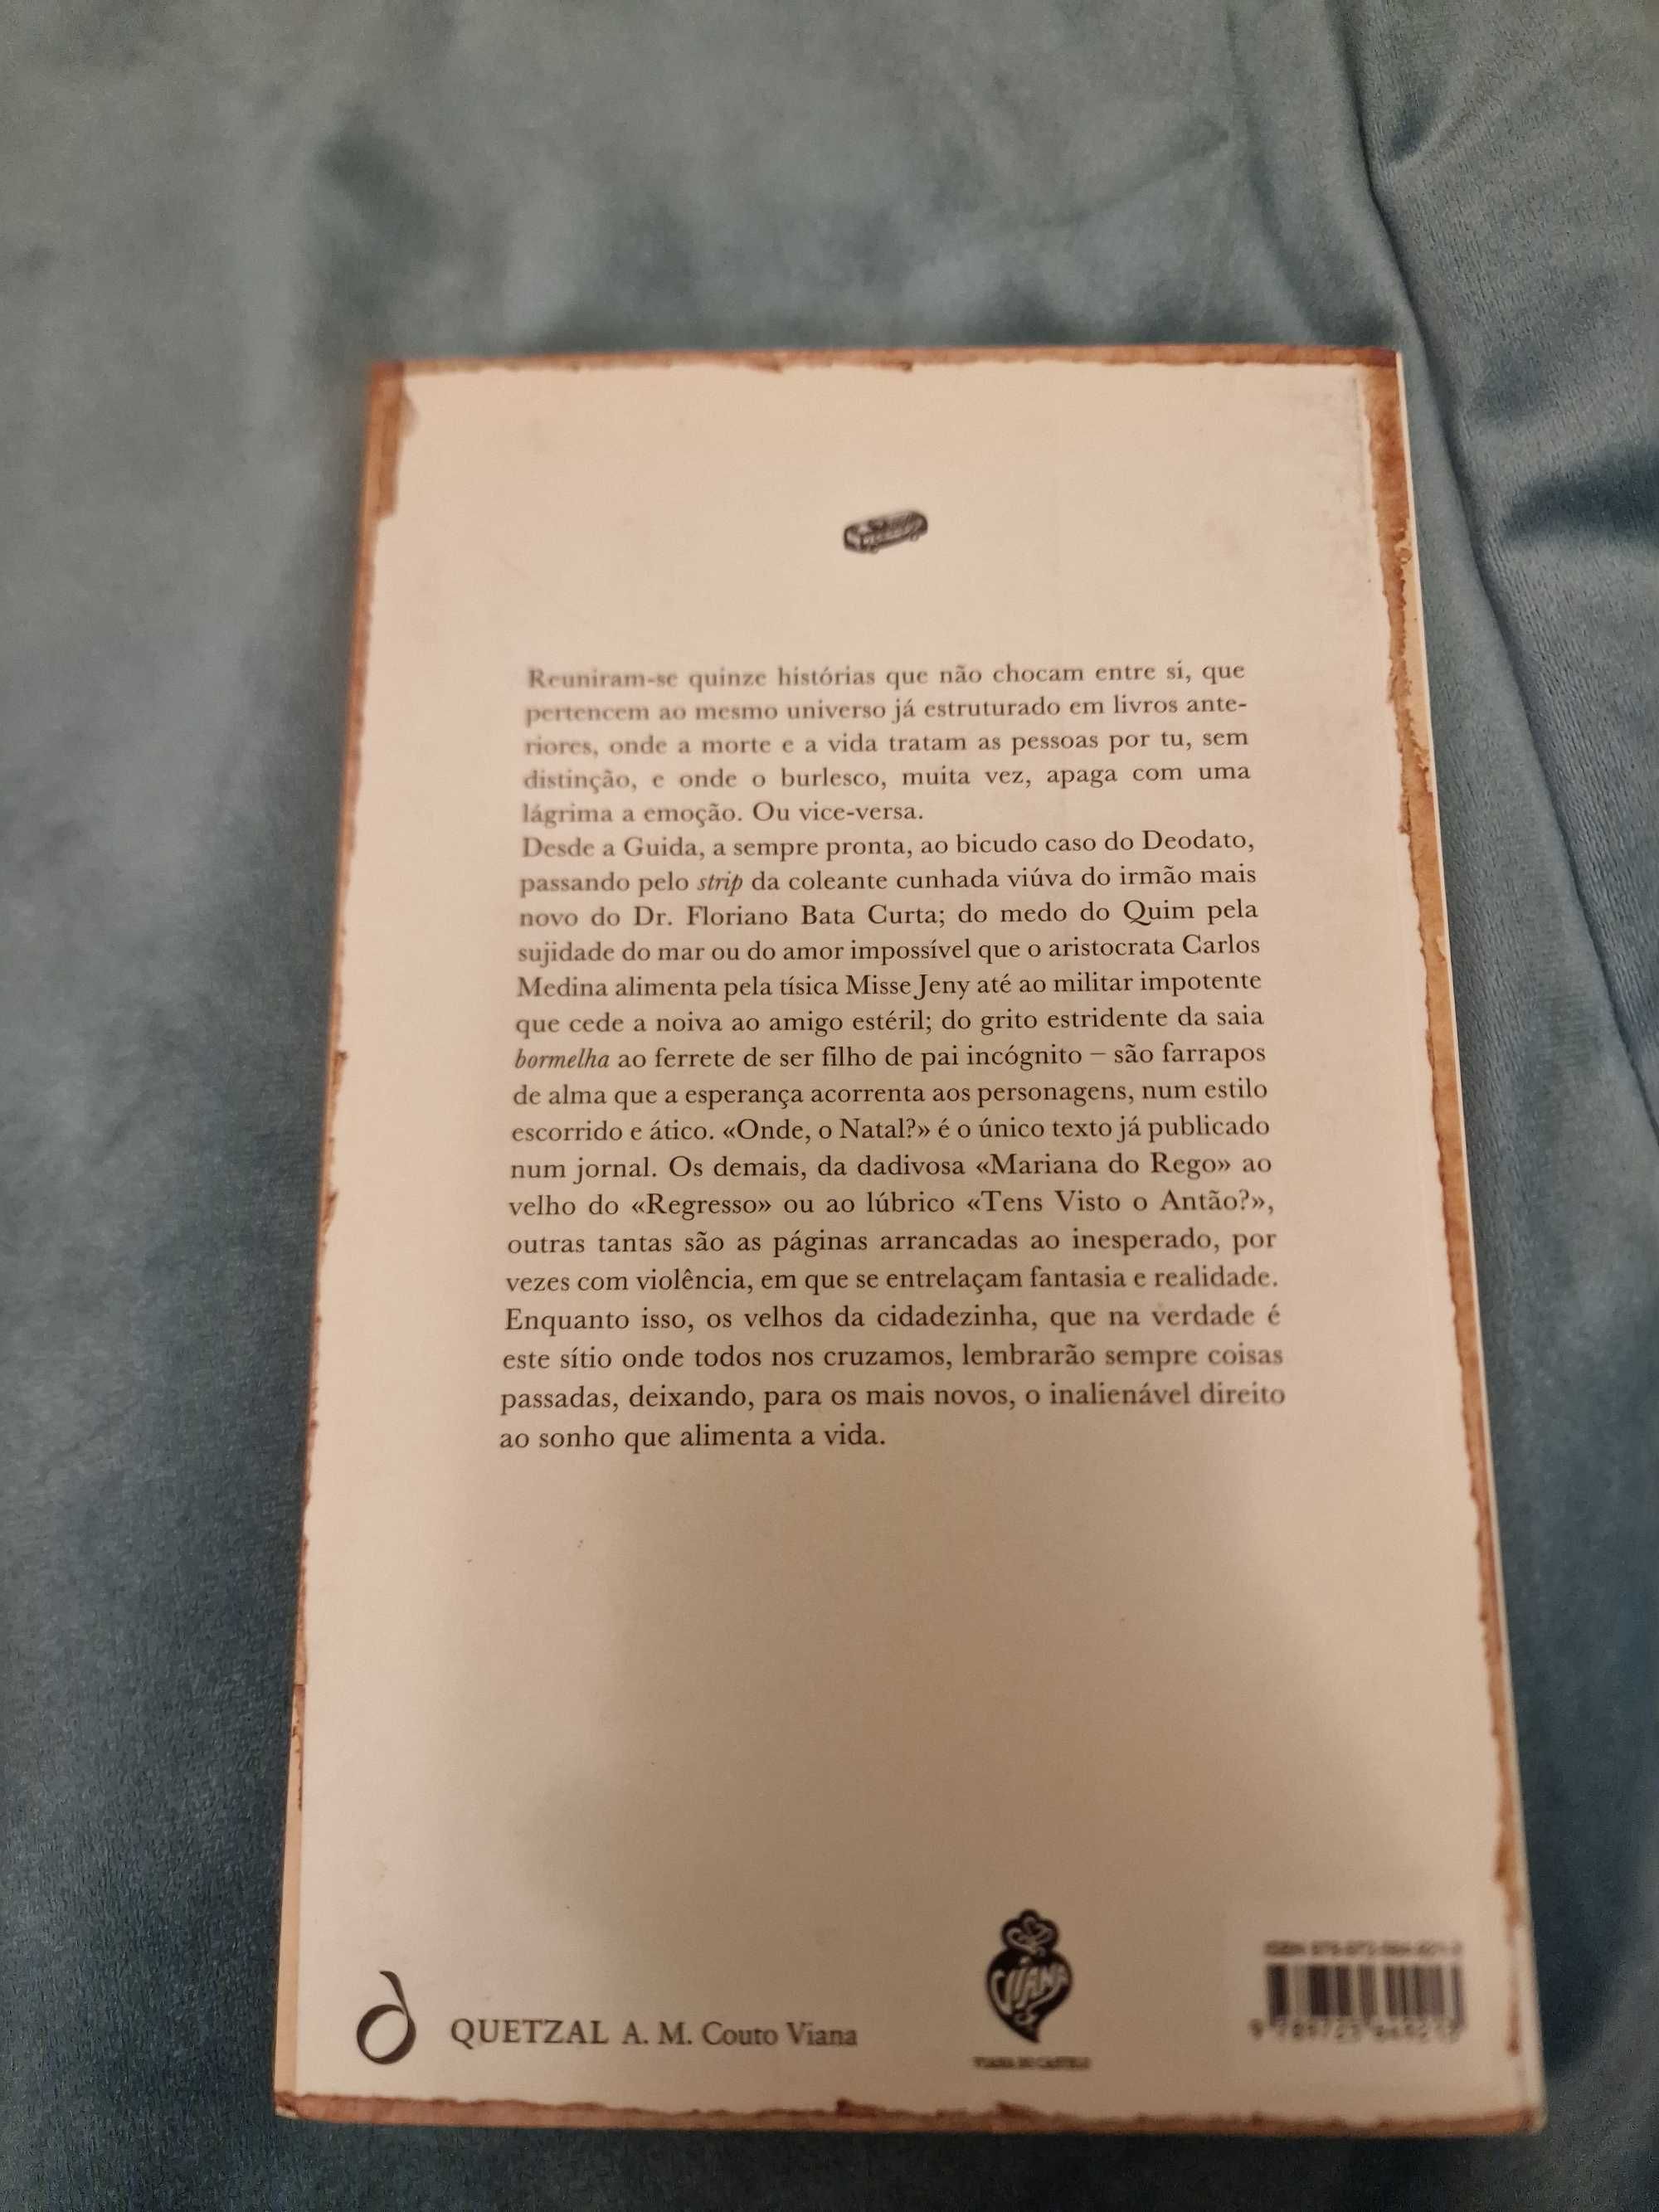 Reuniram-se quinze histórias que não chocam entre si, que
pertencem ao mesmo universo já estruturado em livros ante-
riores, onde a morte e a vida tratam as pessoas por tu, sem
distinção, e onde o burlesco, muita vez, apaga com uma
lágrima a emoção. Ou vice-versa.
Desde a Guida, a sempre pronta, ao bicudo caso do Deodato,
passando pelo strip da coleante cunhada viúva do irmão mais
novo do Dr. Floriano Bata Curta; do medo do Quim pela
sujidade do mar ou do amor impossível que o aristocrata Carlos
Medina alimenta pela tísica Misse Jeny até ao militar impotente
que cede a noiva ao amigo estéril; do grito estridente da saia
bormelha ao ferrete de ser filho de pai incógnito – são farrapos
de alma que a esperança acorrenta aos personagens, num estilo
escorrido e ático. «Onde, o Natal?» é o único texto já publicado
num jornal. Os demais, da dadivosa «Mariana do Rego» ao
velho do «Regresso» ou ao lúbrico «Tens Visto o Antão?»,
outras tantas são as páginas arrancadas ao inesperado, por
vezes com violência, em que se entrelaçam fantasia e realidade.
Enquanto isso, os velhos da cidadezinha, que na verdade é
este sítio onde todos nos cruzamos, lembrarão sempre coisas
passadas, deixando, para os mais novos, o inalienável direito
ao sonho que alimenta a vida.
QUETZAL A. M. Couto Viana
VIANA
VIANA DO CASTELO
ISBN